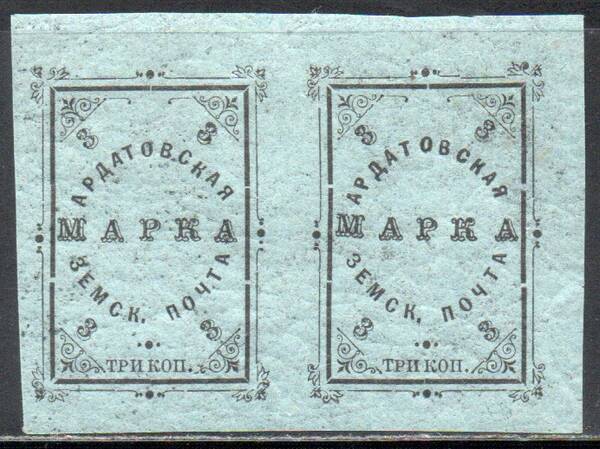 3 3
АРДАТОВСКАЯ
МАРКА
ЗЕМСК. ПОЧТА
3 3
ТРИ КОП.
3 3
АРДАТОВСКАЯ
МАРКА
ЗЕМСК. ПОЧТА
3 3
ТРИ КОП.